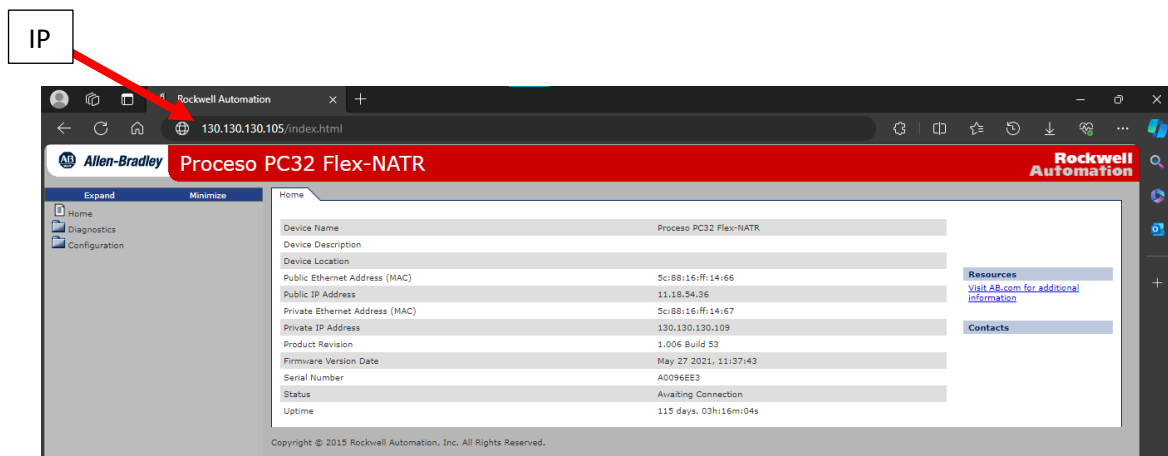 IP
Rockwell Automation
130.130.130.105/index.html
Allen-Bradley
Proceso PC32 Flex-NATR
Rockwell
Automation
Expand Minimize
Home
Diagnostics
Configuration
Home
Device Name Proceso PC32 Flex-NATR
Device Description
Device Location
Public Ethernet Address (MAC) 5c:88:16:ff:14:66
Public IP Address 11.18.54.36
Private Ethernet Address (MAC) 5c:88:16:ff:14:67
Private IP Address 130.130.130.109
Product Revision 1.006 Build 53
Firmware Version Date May 27 2021, 11:37:43
Serial Number A0096EE3
Status Awaiting Connection
Uptime 115 days, 03h:16m:04s
Resources
Visit AB.com for additional
information
Contacts
Copyright © 2015 Rockwell Automation, Inc. All Rights Reserved.